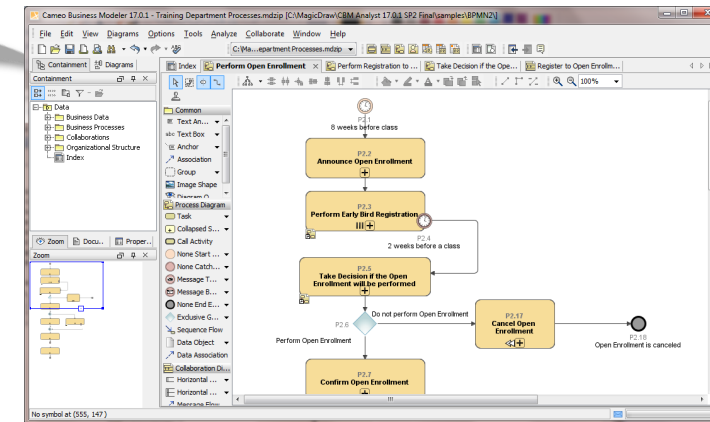 Cameo Business Modeler 17.0.1 - Training Department Processes.mdzip [C:\MagicDraw\CBM Analyst 17.0.1 SP2 Final\samples\BPMN2\]
File Edit View Diagrams Options Tools Analyze Collaborate Window Help
C:\Ma...epartment Processes.mdzip
Containment Diagrams
Containment
Data
Business Data
Business Processes
Collaborations
Organizational Structure
Index
Zoom Docu... Proper...
Zoom
Index Perform Open Enrollment Perform Registration to ... Take Decision if the Ope... Register to Open Enrollm...
100%
Common
Text An...
abc Text Box
Anchor
Association
Group
Image Shape
Diagram O...
Process Diagram
Task
Collapsed S...
Call Activity
None Start ...
None Catch...
Message T...
Message B...
None End E...
Exclusive G...
Sequence Flow
Data Object
Data Association
Collaboration Di...
Horizontal ...
Horizontal ...
Message Flow
P2.1
8 weeks before class
P2.2
Announce Open Enrollment
P2.3
Perform Early Bird Registration
P2.4
2 weeks before a class
P2.5
Take Decision if the Open
Enrollment will be performed
P2.6
Do not perform Open Enrollment
Perform Open Enrollment
P2.17
Cancel Open
Enrollment
P2.18
Open Enrollment is canceled
P2.7
Confirm Open Enrollment
No symbol at (555, 147)